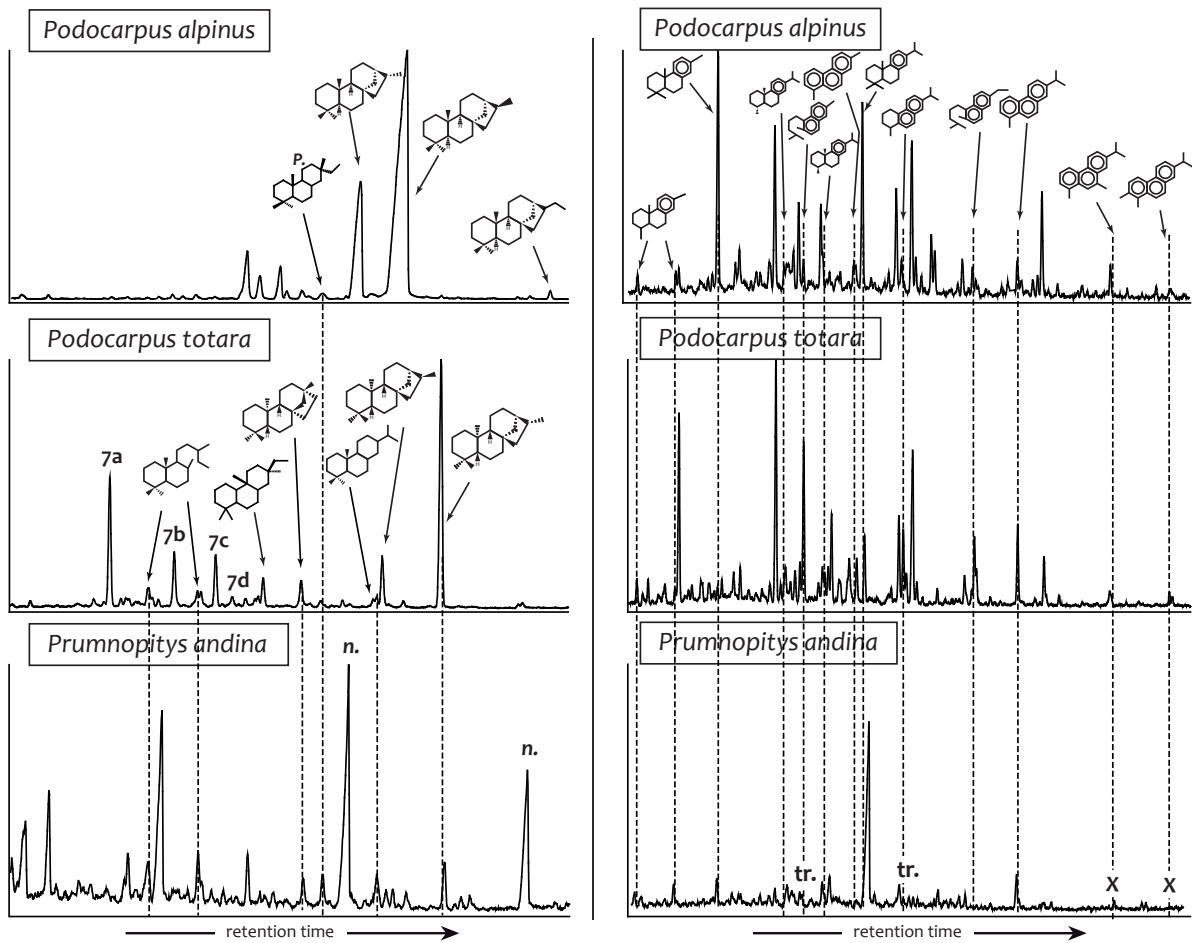 Podocarpus alpinus
P.
Podocarpus totara
7a
7b
7c
7d
Prumnopitys andina
n.
n.
retention time
Podocarpus alpinus
Podocarpus totara
Prumnopitys andina
tr.
tr.
X
X
retention time